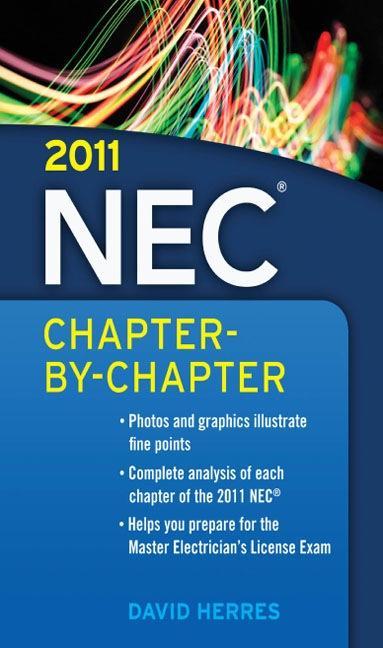 2011
NEC®
CHAPTER-
BY-CHAPTER
• Photos and graphics illustrate
fine points
• Complete analysis of each
chapter of the 2011 NEC®
• Helps you prepare for the
Master Electrician's License Exam
DAVID HERRES